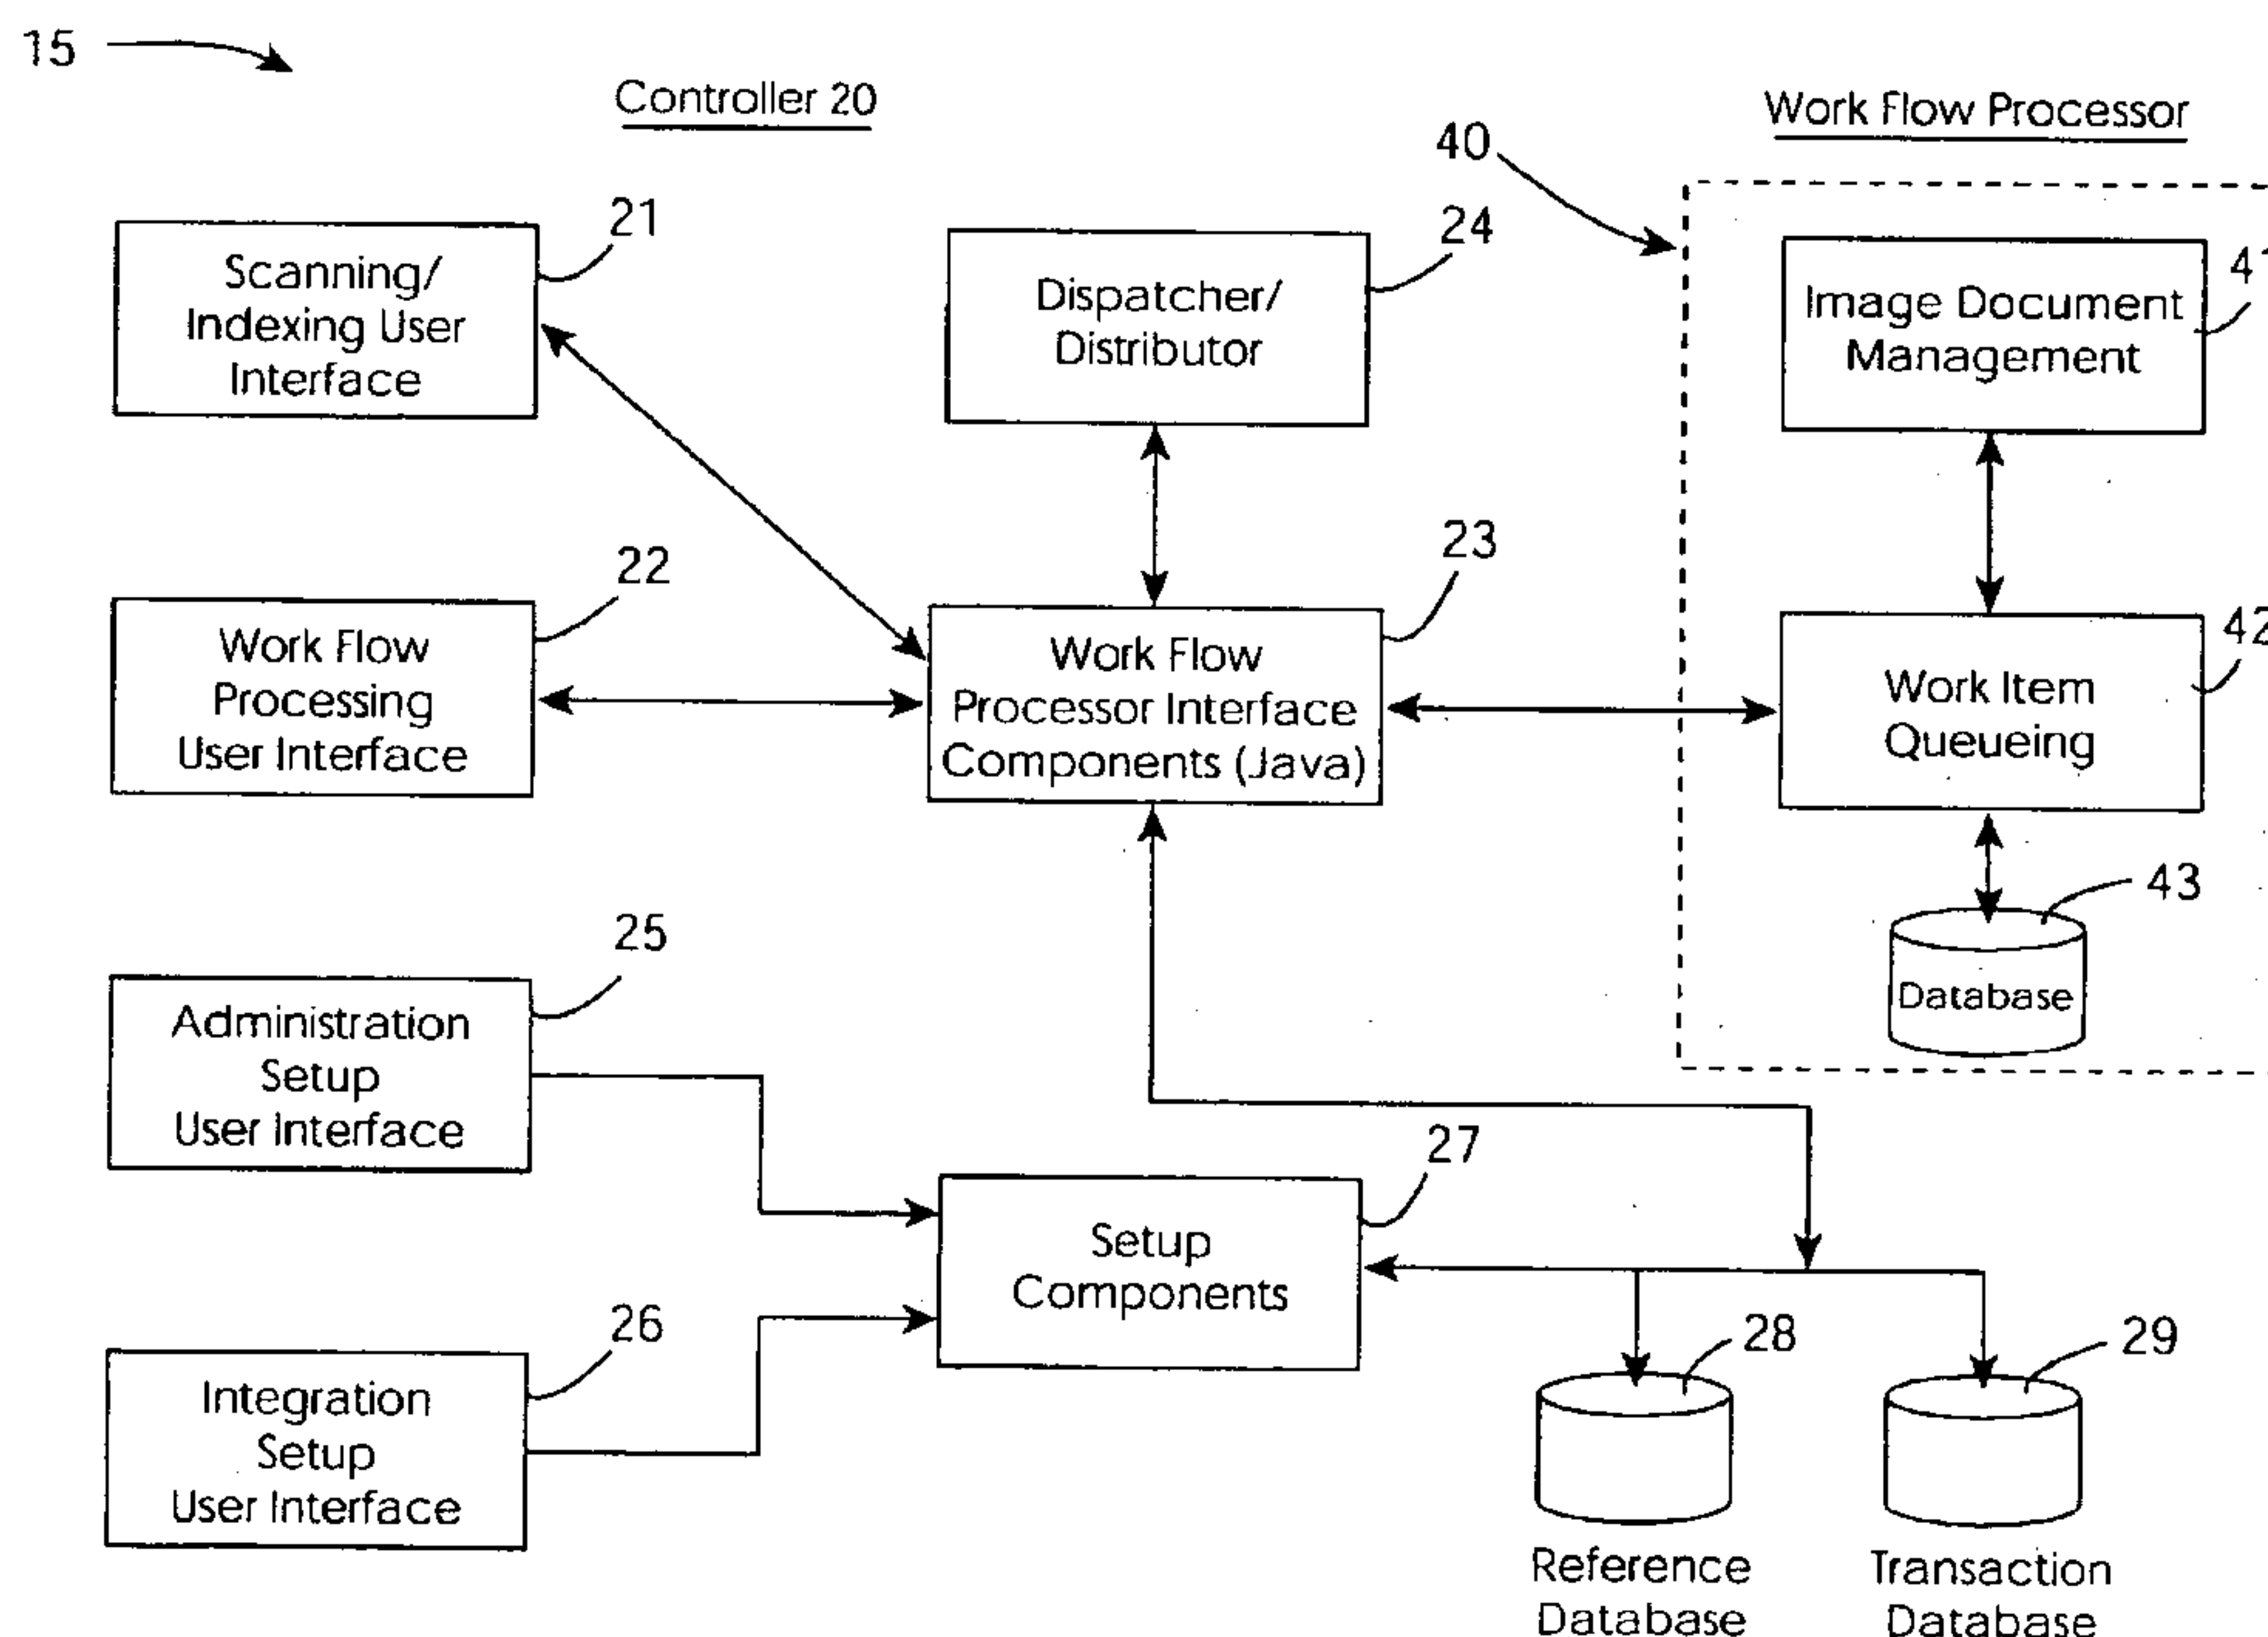 15
Controller 20
Work Flow Processor
40
21
24
Scanning/
Indexing User
Interface
Dispatcher/
Distributor
Image Document
Management
22
23
42
Work Flow
Processing
User Interface
Work Flow
Processor Interface
Components (Java)
Work Item
Queueing
43
Database
25
Administration
Setup
User Interface
27
Setup
Components
26
Integration
Setup
User Interface
28
29
Reference
Database
Transaction
Database